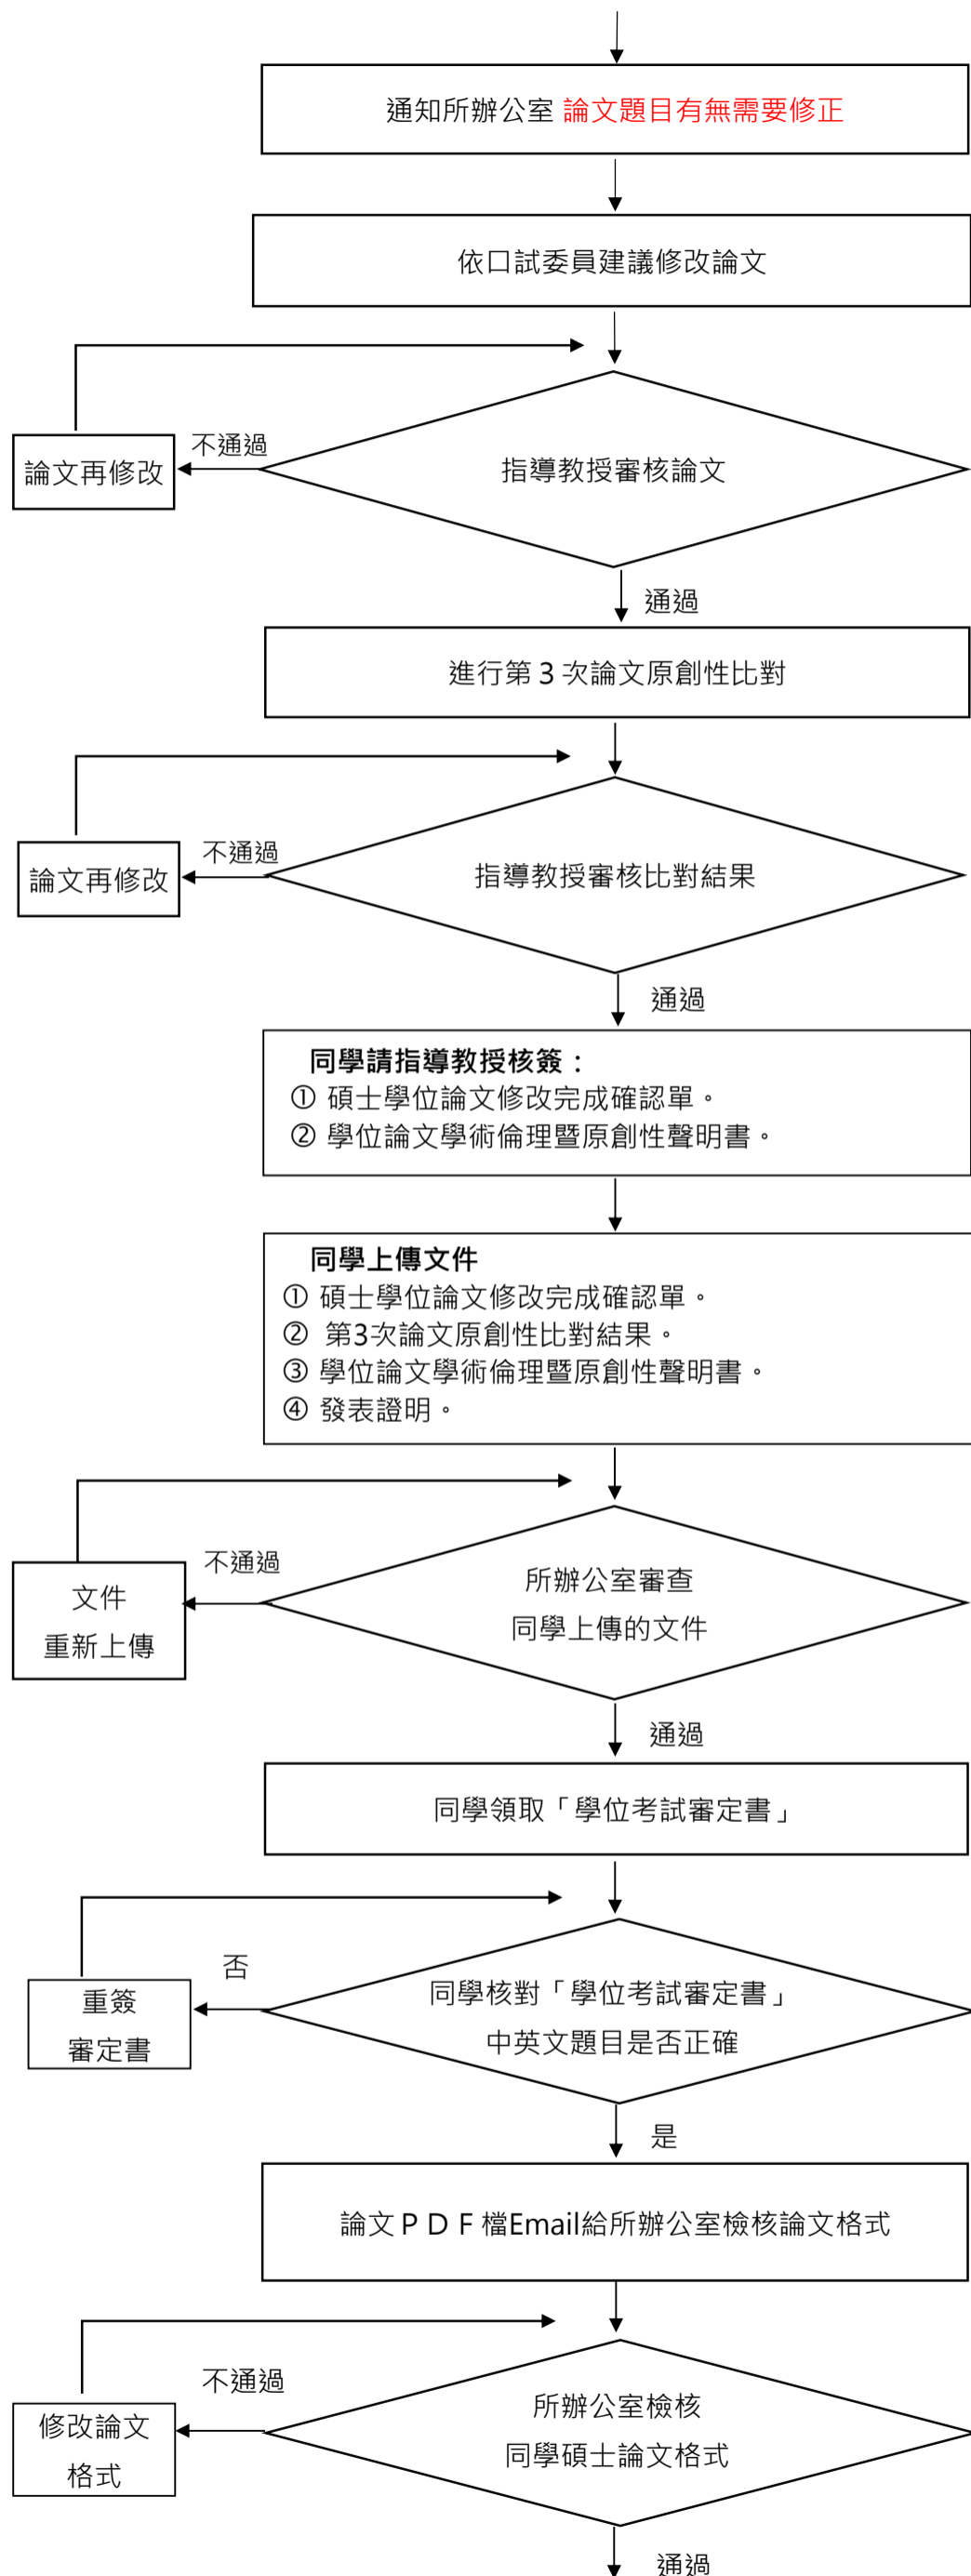 通知所辦公室 論文題目有無需要修正
依口試委員建議修改論文
不通過
論文再修改
指導教授審核論文
通過
進行第 3 次論文原創性比對
不通過
論文再修改
指導教授審核比對結果
通過
同學請指導教授核簽：
① 碩士學位論文修改完成確認單。
② 學位論文學術倫理暨原創性聲明書。
同學上傳文件
① 碩士學位論文修改完成確認單。
② 第3次論文原創性比對結果。
③ 學位論文學術倫理暨原創性聲明書。
④ 發表證明。
不通過
文件
重新上傳
所辦公室審查
同學上傳的文件
通過
同學領取「學位考試審定書」
否
重簽
審定書
同學核對「學位考試審定書」
中英文題目是否正確
是
論文ＰＤＦ檔Email給所辦公室檢核論文格式
不通過
修改論文
格式
所辦公室檢核
同學碩士論文格式
通過